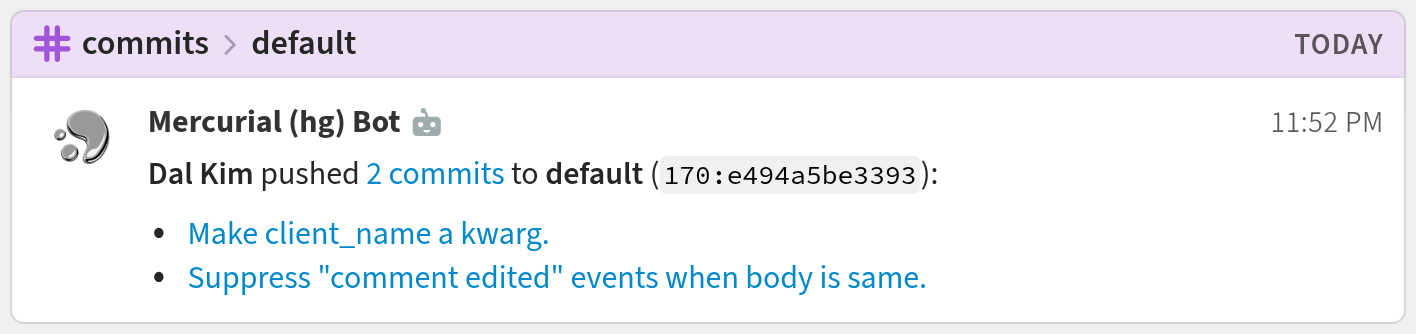 commits > default TODAY
Mercurial (hg) Bot 11:52 PM
Dal Kim pushed 2 commits to default (170:e494a5be3393):
• Make client_name a kwarg.
• Suppress "comment edited" events when body is same.